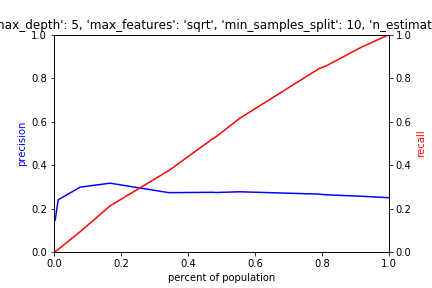 max_depth': 5, 'max_features': 'sqrt', 'min_samples_split': 10, 'n_estimat
1.0 1.0
0.8 0.8
0.6 0.6
precision recall
0.4 0.4
0.2 0.2
0.0 0.0
0.0 0.2 0.4 0.6 0.8 1.0
percent of population